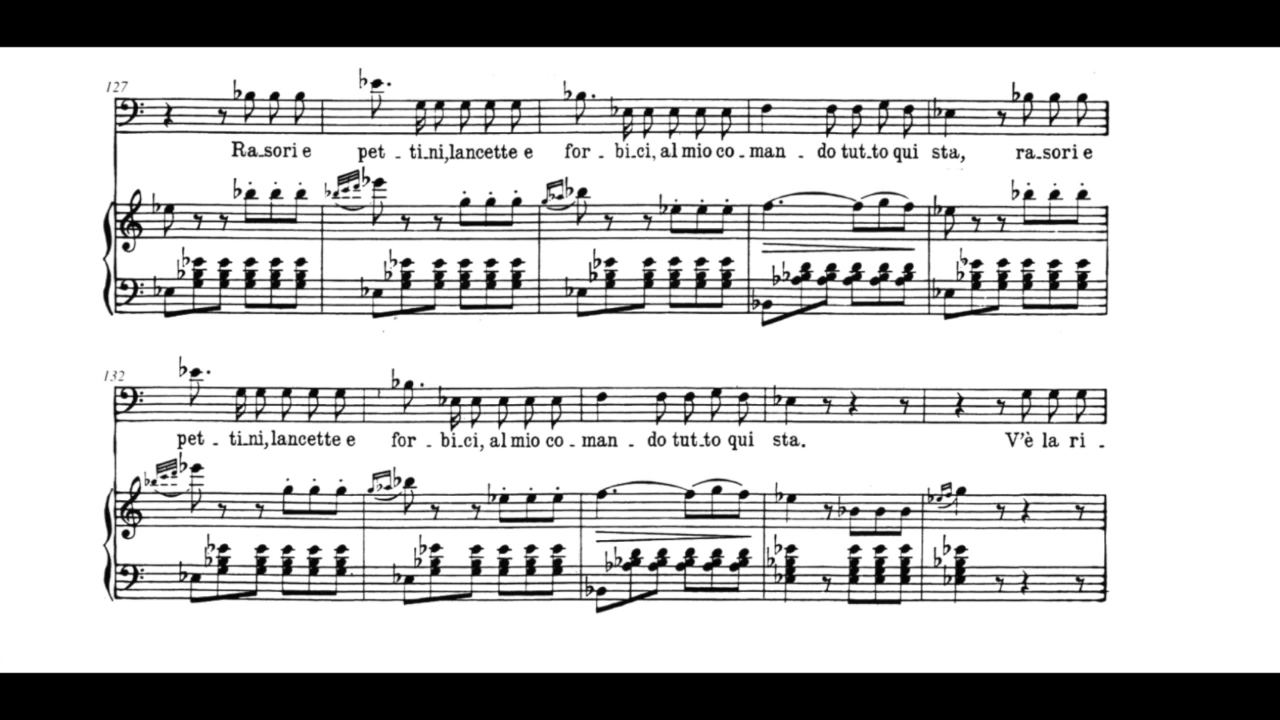 127
Ra-sori e pet-ti-ni, lancette e for-bi-ci, al mio co-man-do tut-to qui sta, ra-sori e
132
pet-ti-ni, lancette e for-bi-ci, al mio co-man-do tut-to qui sta. V'è la ri-